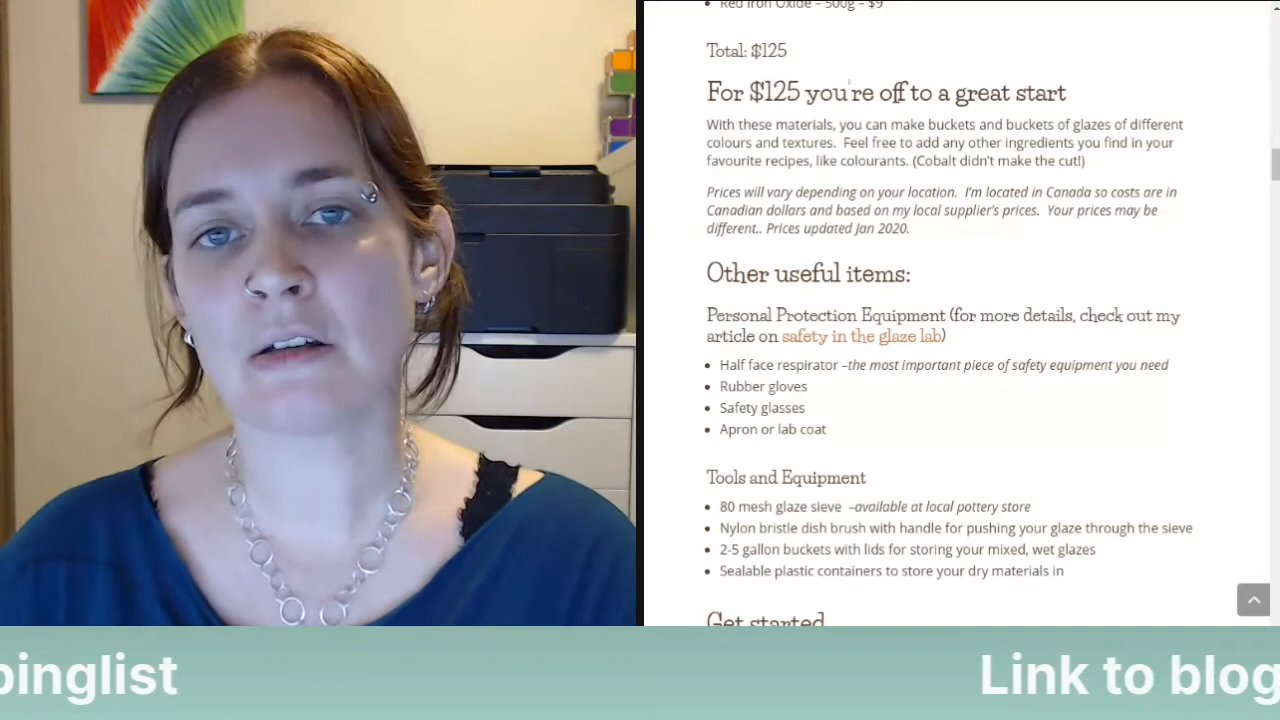 Red Iron Oxide – 500g – $9
Total: $125
For $125 you're off to a great start
With these materials, you can make buckets and buckets of glazes of different
colours and textures. Feel free to add any other ingredients you find in your
favourite recipes, like colourants. (Cobalt didn't make the cut!)
Prices will vary depending on your location. I'm located in Canada so costs are in
Canadian dollars and based on my local supplier's prices. Your prices may be
different.. Prices updated Jan 2020.
Other useful items:
Personal Protection Equipment (for more details, check out my
article on safety in the glaze lab)
Half face respirator –the most important piece of safety equipment you need
Rubber gloves
Safety glasses
Apron or lab coat
Tools and Equipment
80 mesh glaze sieve –available at local pottery store
Nylon bristle dish brush with handle for pushing your glaze through the sieve
2-5 gallon buckets with lids for storing your mixed, wet glazes
Sealable plastic containers to store your dry materials in
Get started
pinglist
Link to blog